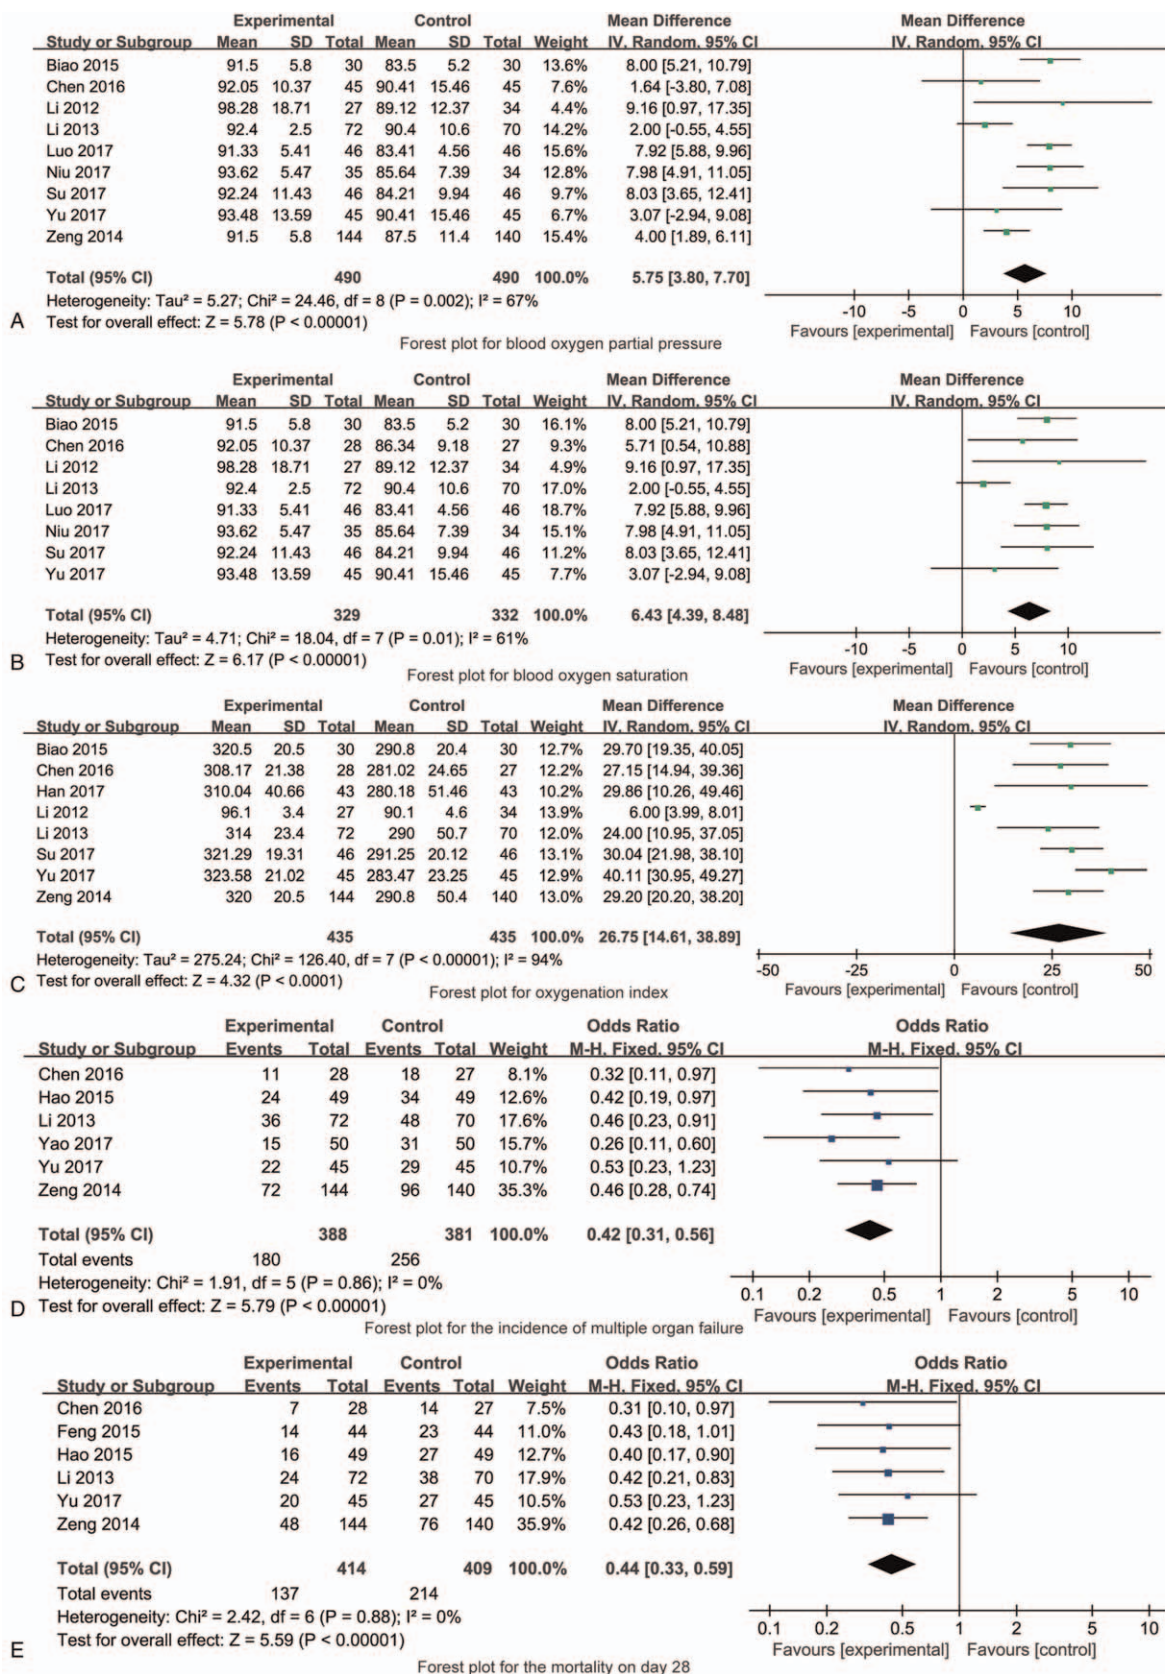 Experimental Control Mean Difference Mean Difference
Study or Subgroup Mean SD Total Mean SD Total Weight IV. Random. 95% CI IV. Random. 95% CI
Biao 2015 91.5 5.8 30 83.5 5.2 30 13.6% 8.00 [5.21, 10.79]
Chen 2016 92.05 10.37 45 90.41 15.46 45 7.6% 1.64 [-3.80, 7.08]
Li 2012 98.28 18.71 27 89.12 12.37 34 4.4% 9.16 [0.97, 17.35]
Li 2013 92.4 2.5 72 90.4 10.6 70 14.2% 2.00 [-0.55, 4.55]
Luo 2017 91.33 5.41 46 83.41 4.56 46 15.6% 7.92 [5.88, 9.96]
Niu 2017 93.62 5.47 35 85.64 7.39 34 12.8% 7.98 [4.91, 11.05]
Su 2017 92.24 11.43 46 84.21 9.94 46 9.7% 8.03 [3.65, 12.41]
Yu 2017 93.48 13.59 45 90.41 15.46 45 6.7% 3.07 [-2.94, 9.08]
Zeng 2014 91.5 5.8 144 87.5 11.4 140 15.4% 4.00 [1.89, 6.11]
Total (95% CI) 490 490 100.0% 5.75 [3.80, 7.70]
Heterogeneity: Tau² = 5.27; Chi² = 24.46, df = 8 (P = 0.002); I² = 67%
Test for overall effect: Z = 5.78 (P < 0.00001)
-10 -5 0 5 10
Favours [experimental] Favours [control]
A
Forest plot for blood oxygen partial pressure
Experimental Control Mean Difference Mean Difference
Study or Subgroup Mean SD Total Mean SD Total Weight IV. Random. 95% CI IV. Random. 95% CI
Biao 2015 91.5 5.8 30 83.5 5.2 30 16.1% 8.00 [5.21, 10.79]
Chen 2016 92.05 10.37 28 86.34 9.18 27 9.3% 5.71 [0.54, 10.88]
Li 2012 98.28 18.71 27 89.12 12.37 34 4.9% 9.16 [0.97, 17.35]
Li 2013 92.4 2.5 72 90.4 10.6 70 17.0% 2.00 [-0.55, 4.55]
Luo 2017 91.33 5.41 46 83.41 4.56 46 18.7% 7.92 [5.88, 9.96]
Niu 2017 93.62 5.47 35 85.64 7.39 34 15.1% 7.98 [4.91, 11.05]
Su 2017 92.24 11.43 46 84.21 9.94 46 11.2% 8.03 [3.65, 12.41]
Yu 2017 93.48 13.59 45 90.41 15.46 45 7.7% 3.07 [-2.94, 9.08]
Total (95% CI) 329 332 100.0% 6.43 [4.39, 8.48]
Heterogeneity: Tau² = 4.71; Chi² = 18.04, df = 7 (P = 0.01); I² = 61%
Test for overall effect: Z = 6.17 (P < 0.00001)
-10 -5 0 5 10
Favours [experimental] Favours [control]
B
Forest plot for blood oxygen saturation
Experimental Control Mean Difference Mean Difference
Study or Subgroup Mean SD Total Mean SD Total Weight IV. Random. 95% CI IV. Random. 95% CI
Biao 2015 320.5 20.5 30 290.8 20.4 30 12.7% 29.70 [19.35, 40.05]
Chen 2016 308.17 21.38 28 281.02 24.65 27 12.2% 27.15 [14.94, 39.36]
Han 2017 310.04 40.66 43 280.18 51.46 43 10.2% 29.86 [10.26, 49.46]
Li 2012 96.1 3.4 27 90.1 4.6 34 13.9% 6.00 [3.99, 8.01]
Li 2013 314 23.4 72 290 50.7 70 12.0% 24.00 [10.95, 37.05]
Su 2017 321.29 19.31 46 291.25 20.12 46 13.1% 30.04 [21.98, 38.10]
Yu 2017 323.58 21.02 45 283.47 23.25 45 12.9% 40.11 [30.95, 49.27]
Zeng 2014 320 20.5 144 290.8 50.4 140 13.0% 29.20 [20.20, 38.20]
Total (95% CI) 435 435 100.0% 26.75 [14.61, 38.89]
Heterogeneity: Tau² = 275.24; Chi² = 126.40, df = 7 (P < 0.00001); I² = 94%
Test for overall effect: Z = 4.32 (P < 0.0001)
-50 -25 0 25 50
Favours [experimental] Favours [control]
C
Forest plot for oxygenation index
Experimental Control Odds Ratio Odds Ratio
Study or Subgroup Events Total Events Total Weight M-H. Fixed. 95% CI M-H. Fixed. 95% CI
Chen 2016 11 28 18 27 8.1% 0.32 [0.11, 0.97]
Hao 2015 24 49 34 49 12.6% 0.42 [0.19, 0.97]
Li 2013 36 72 48 70 17.6% 0.46 [0.23, 0.91]
Yao 2017 15 50 31 50 15.7% 0.26 [0.11, 0.60]
Yu 2017 22 45 29 45 10.7% 0.53 [0.23, 1.23]
Zeng 2014 72 144 96 140 35.3% 0.46 [0.28, 0.74]
Total (95% CI) 388 381 100.0% 0.42 [0.31, 0.56]
Total events 180 256
Heterogeneity: Chi² = 1.91, df = 5 (P = 0.86); I² = 0%
Test for overall effect: Z = 5.79 (P < 0.00001)
0.1 0.2 0.5 1 2 5 10
Favours [experimental] Favours [control]
D
Forest plot for the incidence of multiple organ failure
Experimental Control Odds Ratio Odds Ratio
Study or Subgroup Events Total Events Total Weight M-H. Fixed. 95% CI M-H. Fixed. 95% CI
Chen 2016 7 28 14 27 7.5% 0.31 [0.10, 0.97]
Feng 2015 14 44 23 44 11.0% 0.43 [0.18, 1.01]
Hao 2015 16 49 27 49 12.7% 0.40 [0.17, 0.90]
Li 2013 24 72 38 70 17.9% 0.42 [0.21, 0.83]
Yu 2017 20 45 27 45 10.5% 0.53 [0.23, 1.23]
Zeng 2014 48 144 76 140 35.9% 0.42 [0.26, 0.68]
Total (95% CI) 414 409 100.0% 0.44 [0.33, 0.59]
Total events 137 214
Heterogeneity: Chi² = 2.42, df = 6 (P = 0.88); I² = 0%
Test for overall effect: Z = 5.59 (P < 0.00001)
0.1 0.2 0.5 1 2 5 10
Favours [experimental] Favours [control]
E
Forest plot for the mortality on day 28